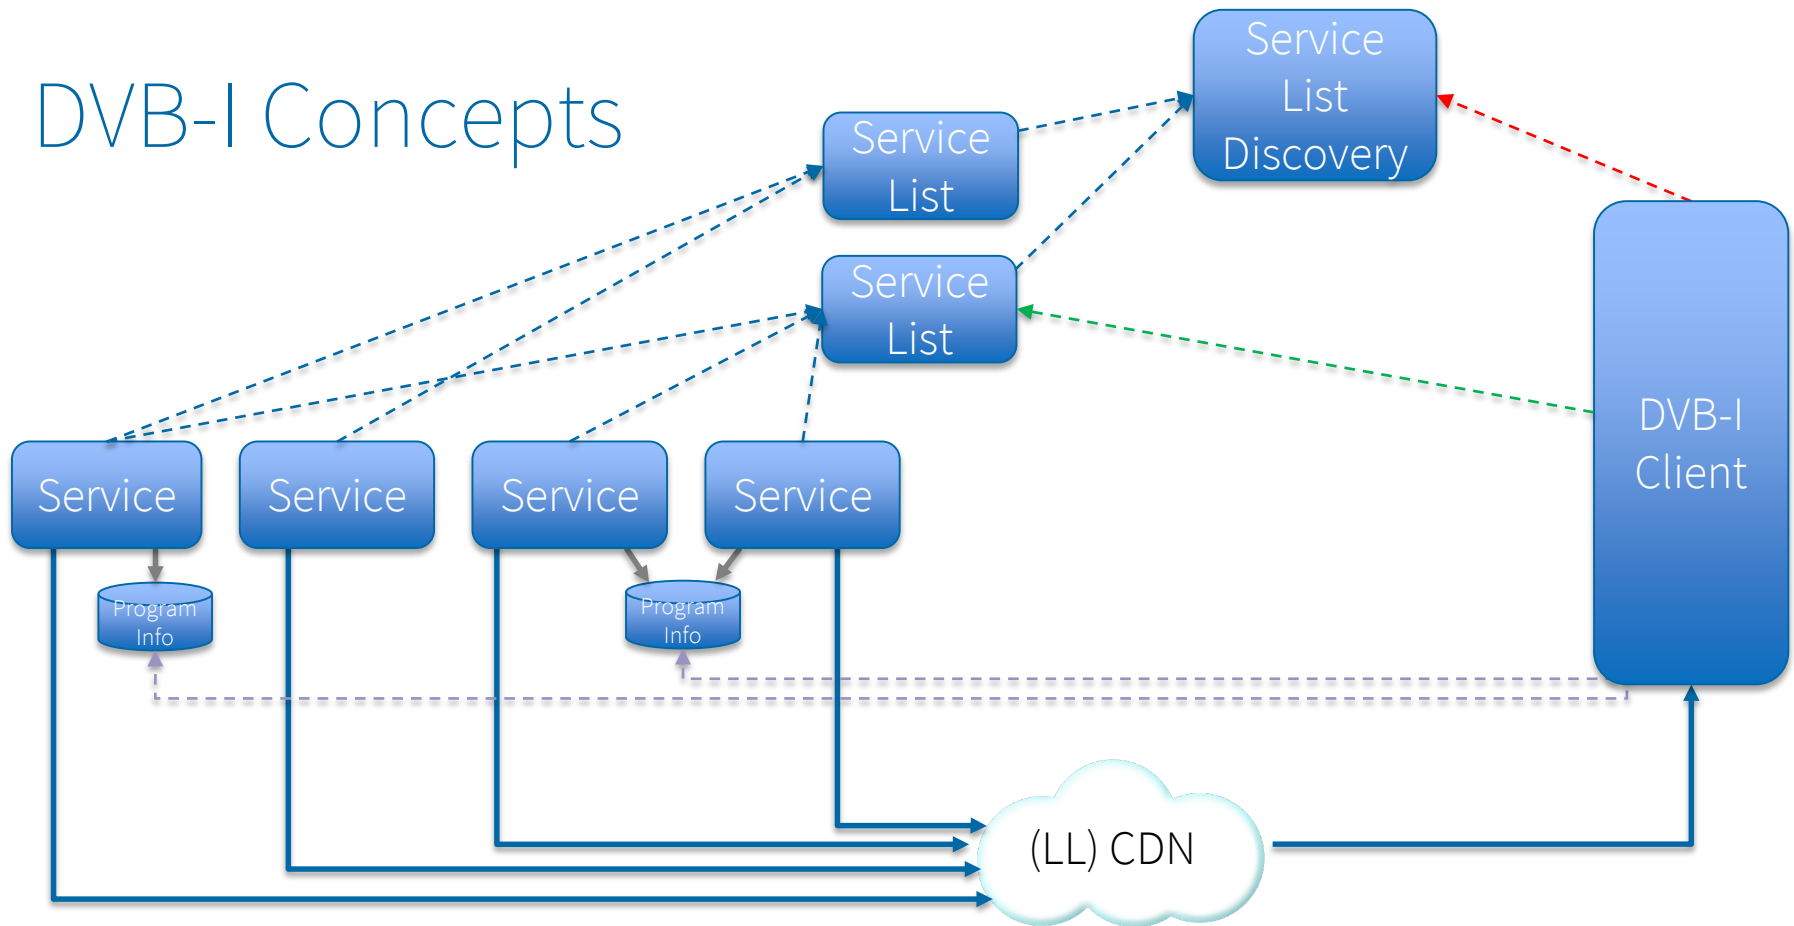 DVB-I Concepts
Service
List
Discovery
Service
List
Service
List
DVB-I
Client
Service
Service
Service
Service
Program
Info
Program
Info
(LL) CDN